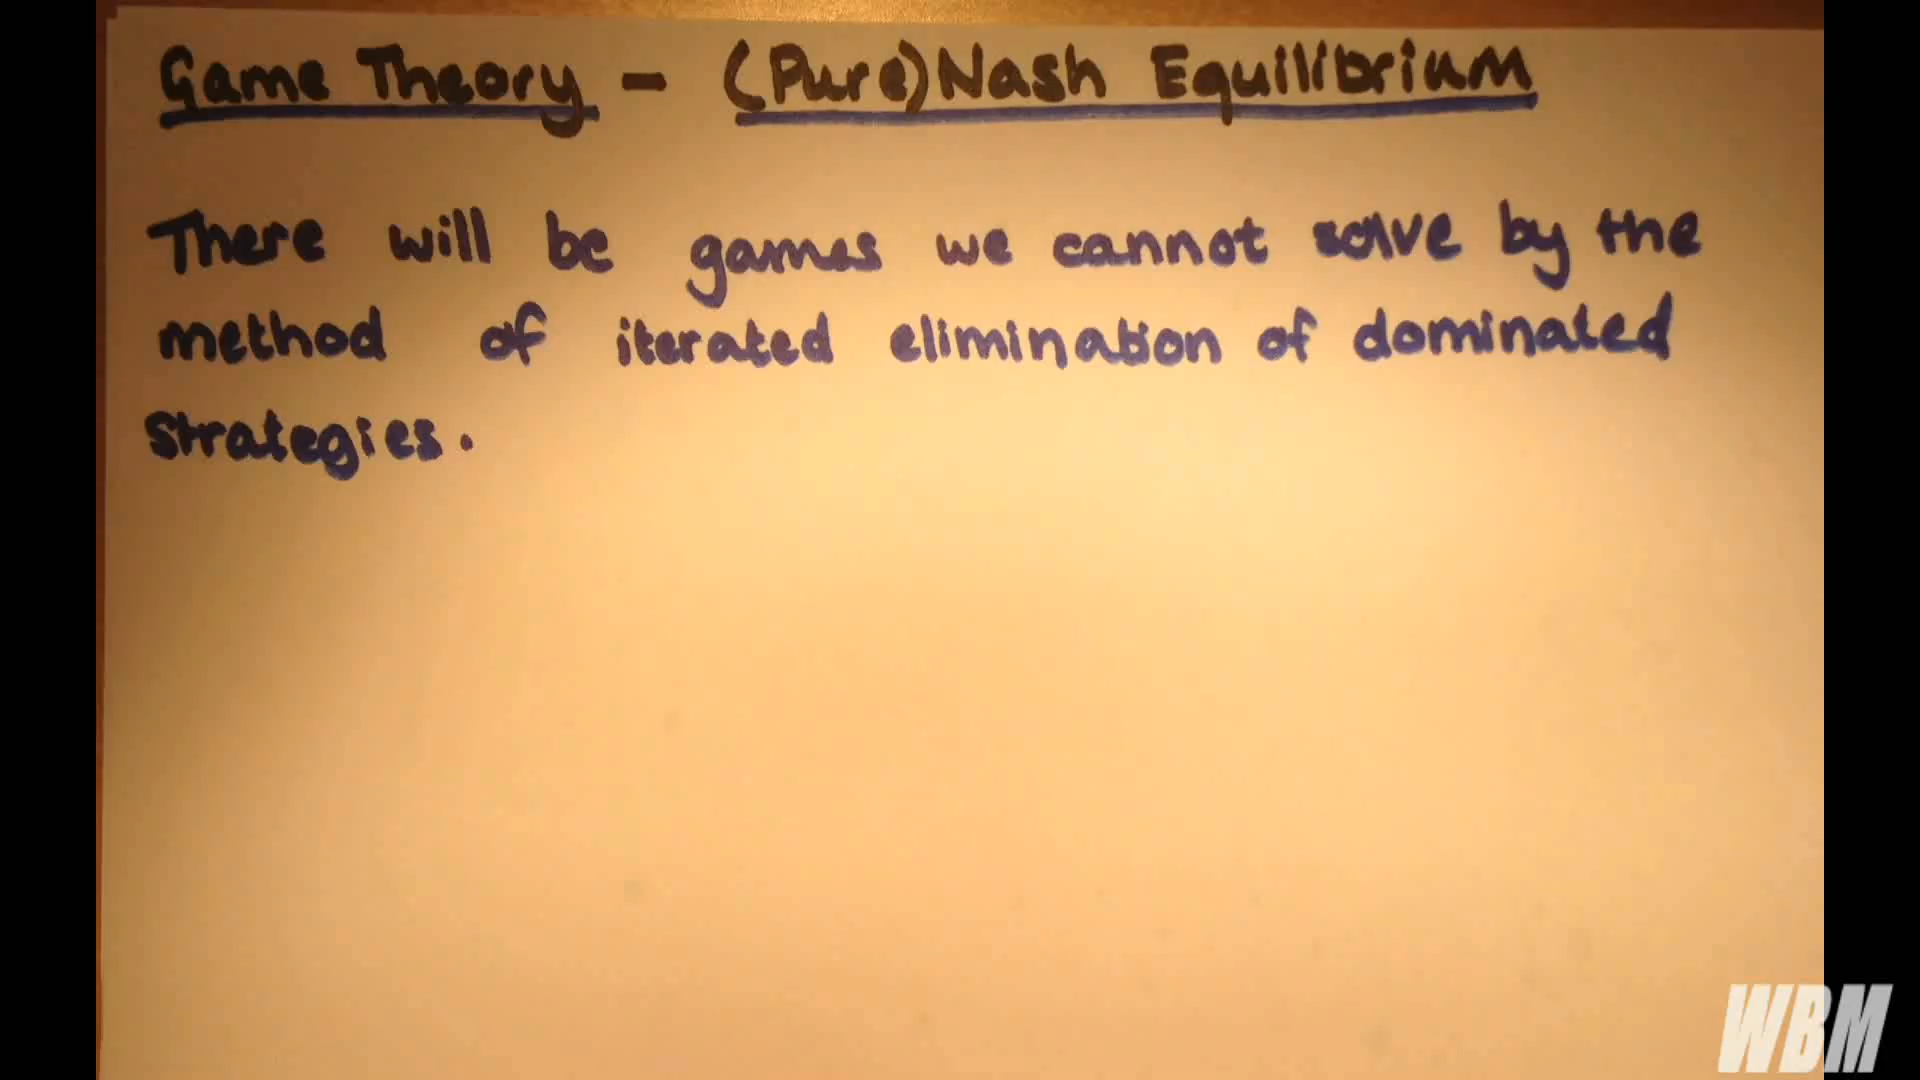 Game Theory - (Pure) Nash Equilibrium
There will be games we cannot solve by the
method of iterated elimination of dominated
strategies.
WBM